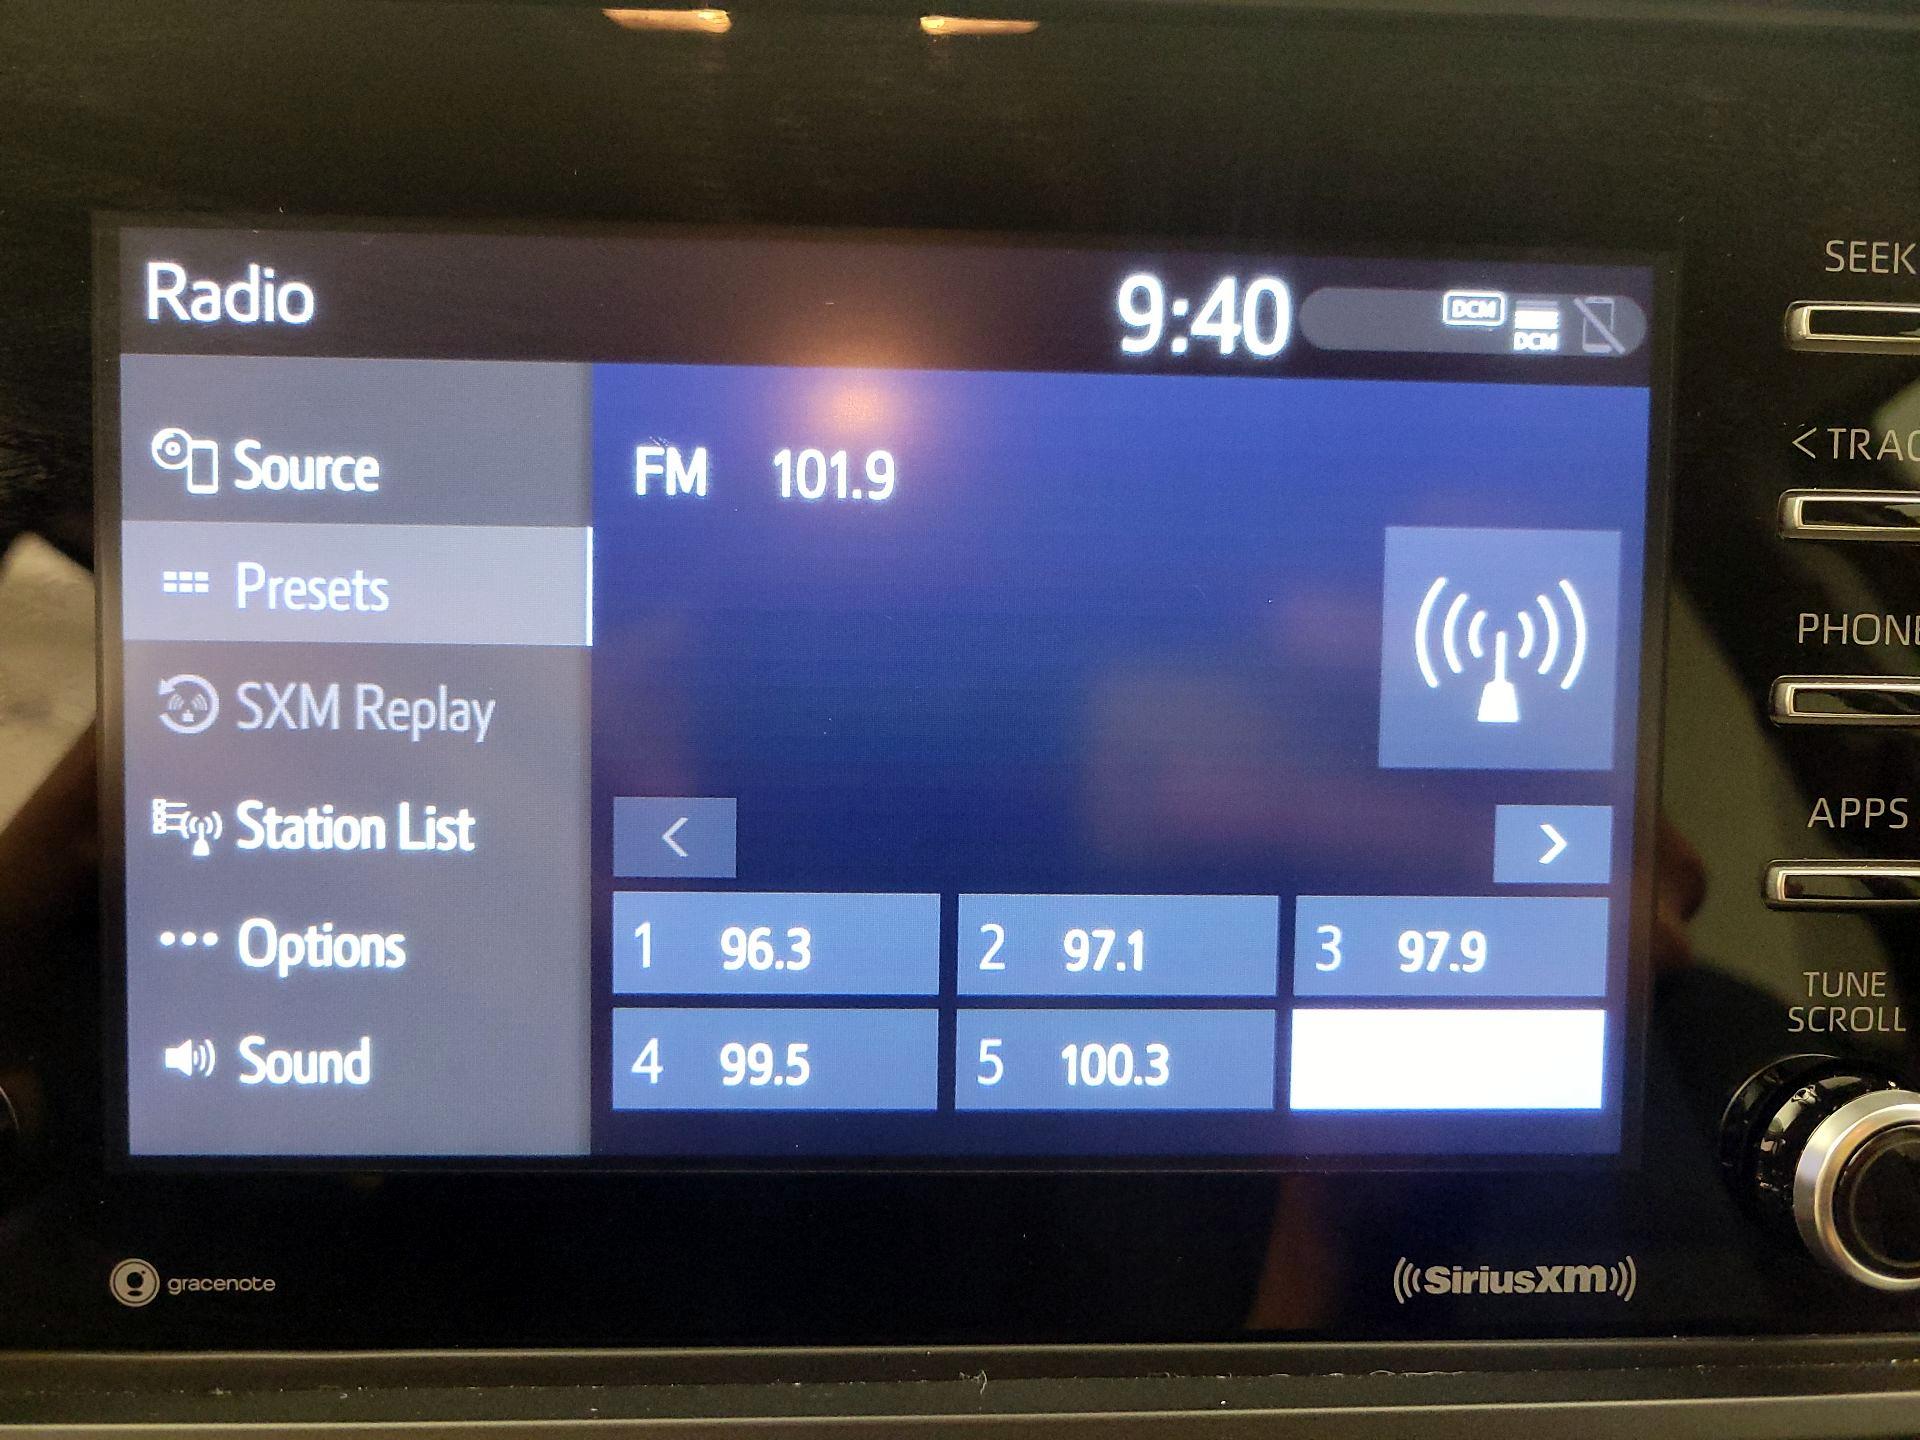 Radio
9:40
DCM
DCM
Source
FM 101.9
Presets
SXM Replay
Station List
Options
Sound
1 96.3
2 97.1
3 97.9
4 99.5
5 100.3
SEEK
< TRAC
PHONE
APPS
TUNE
SCROLL
gracenote
((SiriusXM))